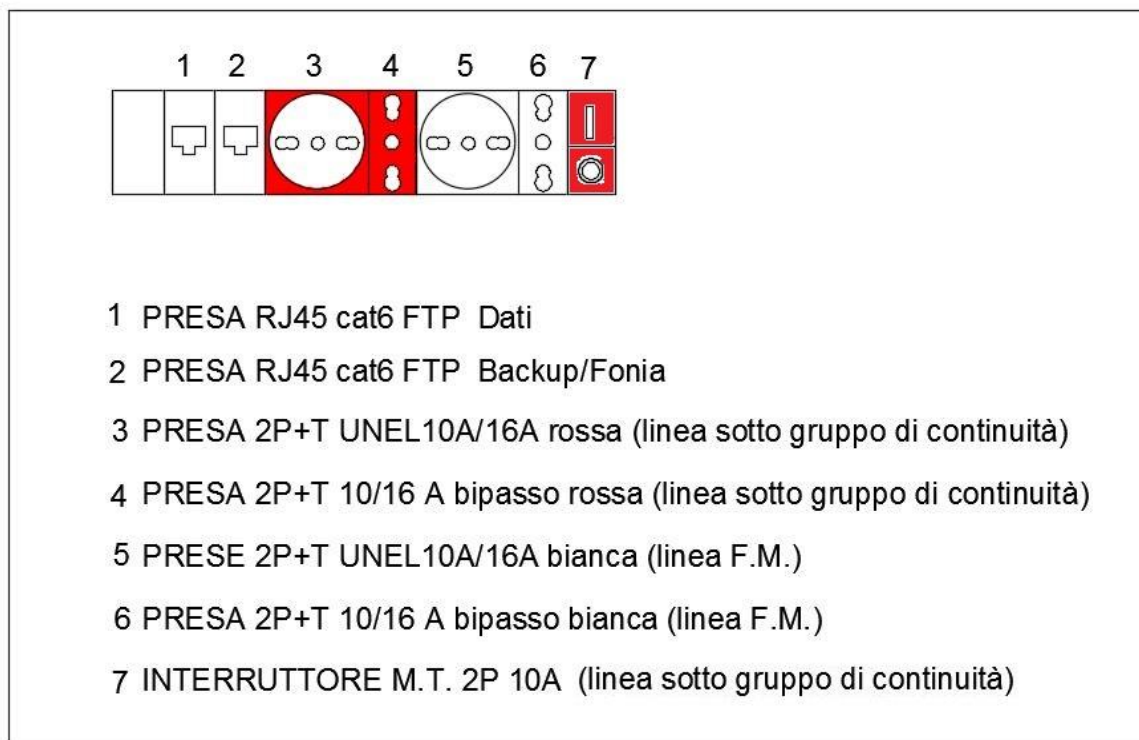 1 2 3 4 5 6 7
1 PRESA RJ45 cat6 FTP Dati
2 PRESA RJ45 cat6 FTP Backup/Fonia
3 PRESA 2P+T UNEL10A/16A rossa (linea sotto gruppo di continuità)
4 PRESA 2P+T 10/16 A bipasso rossa (linea sotto gruppo di continuità)
5 PRESE 2P+T UNEL10A/16A bianca (linea F.M.)
6 PRESA 2P+T 10/16 A bipasso bianca (linea F.M.)
7 INTERRUTTORE M.T. 2P 10A (linea sotto gruppo di continuità)